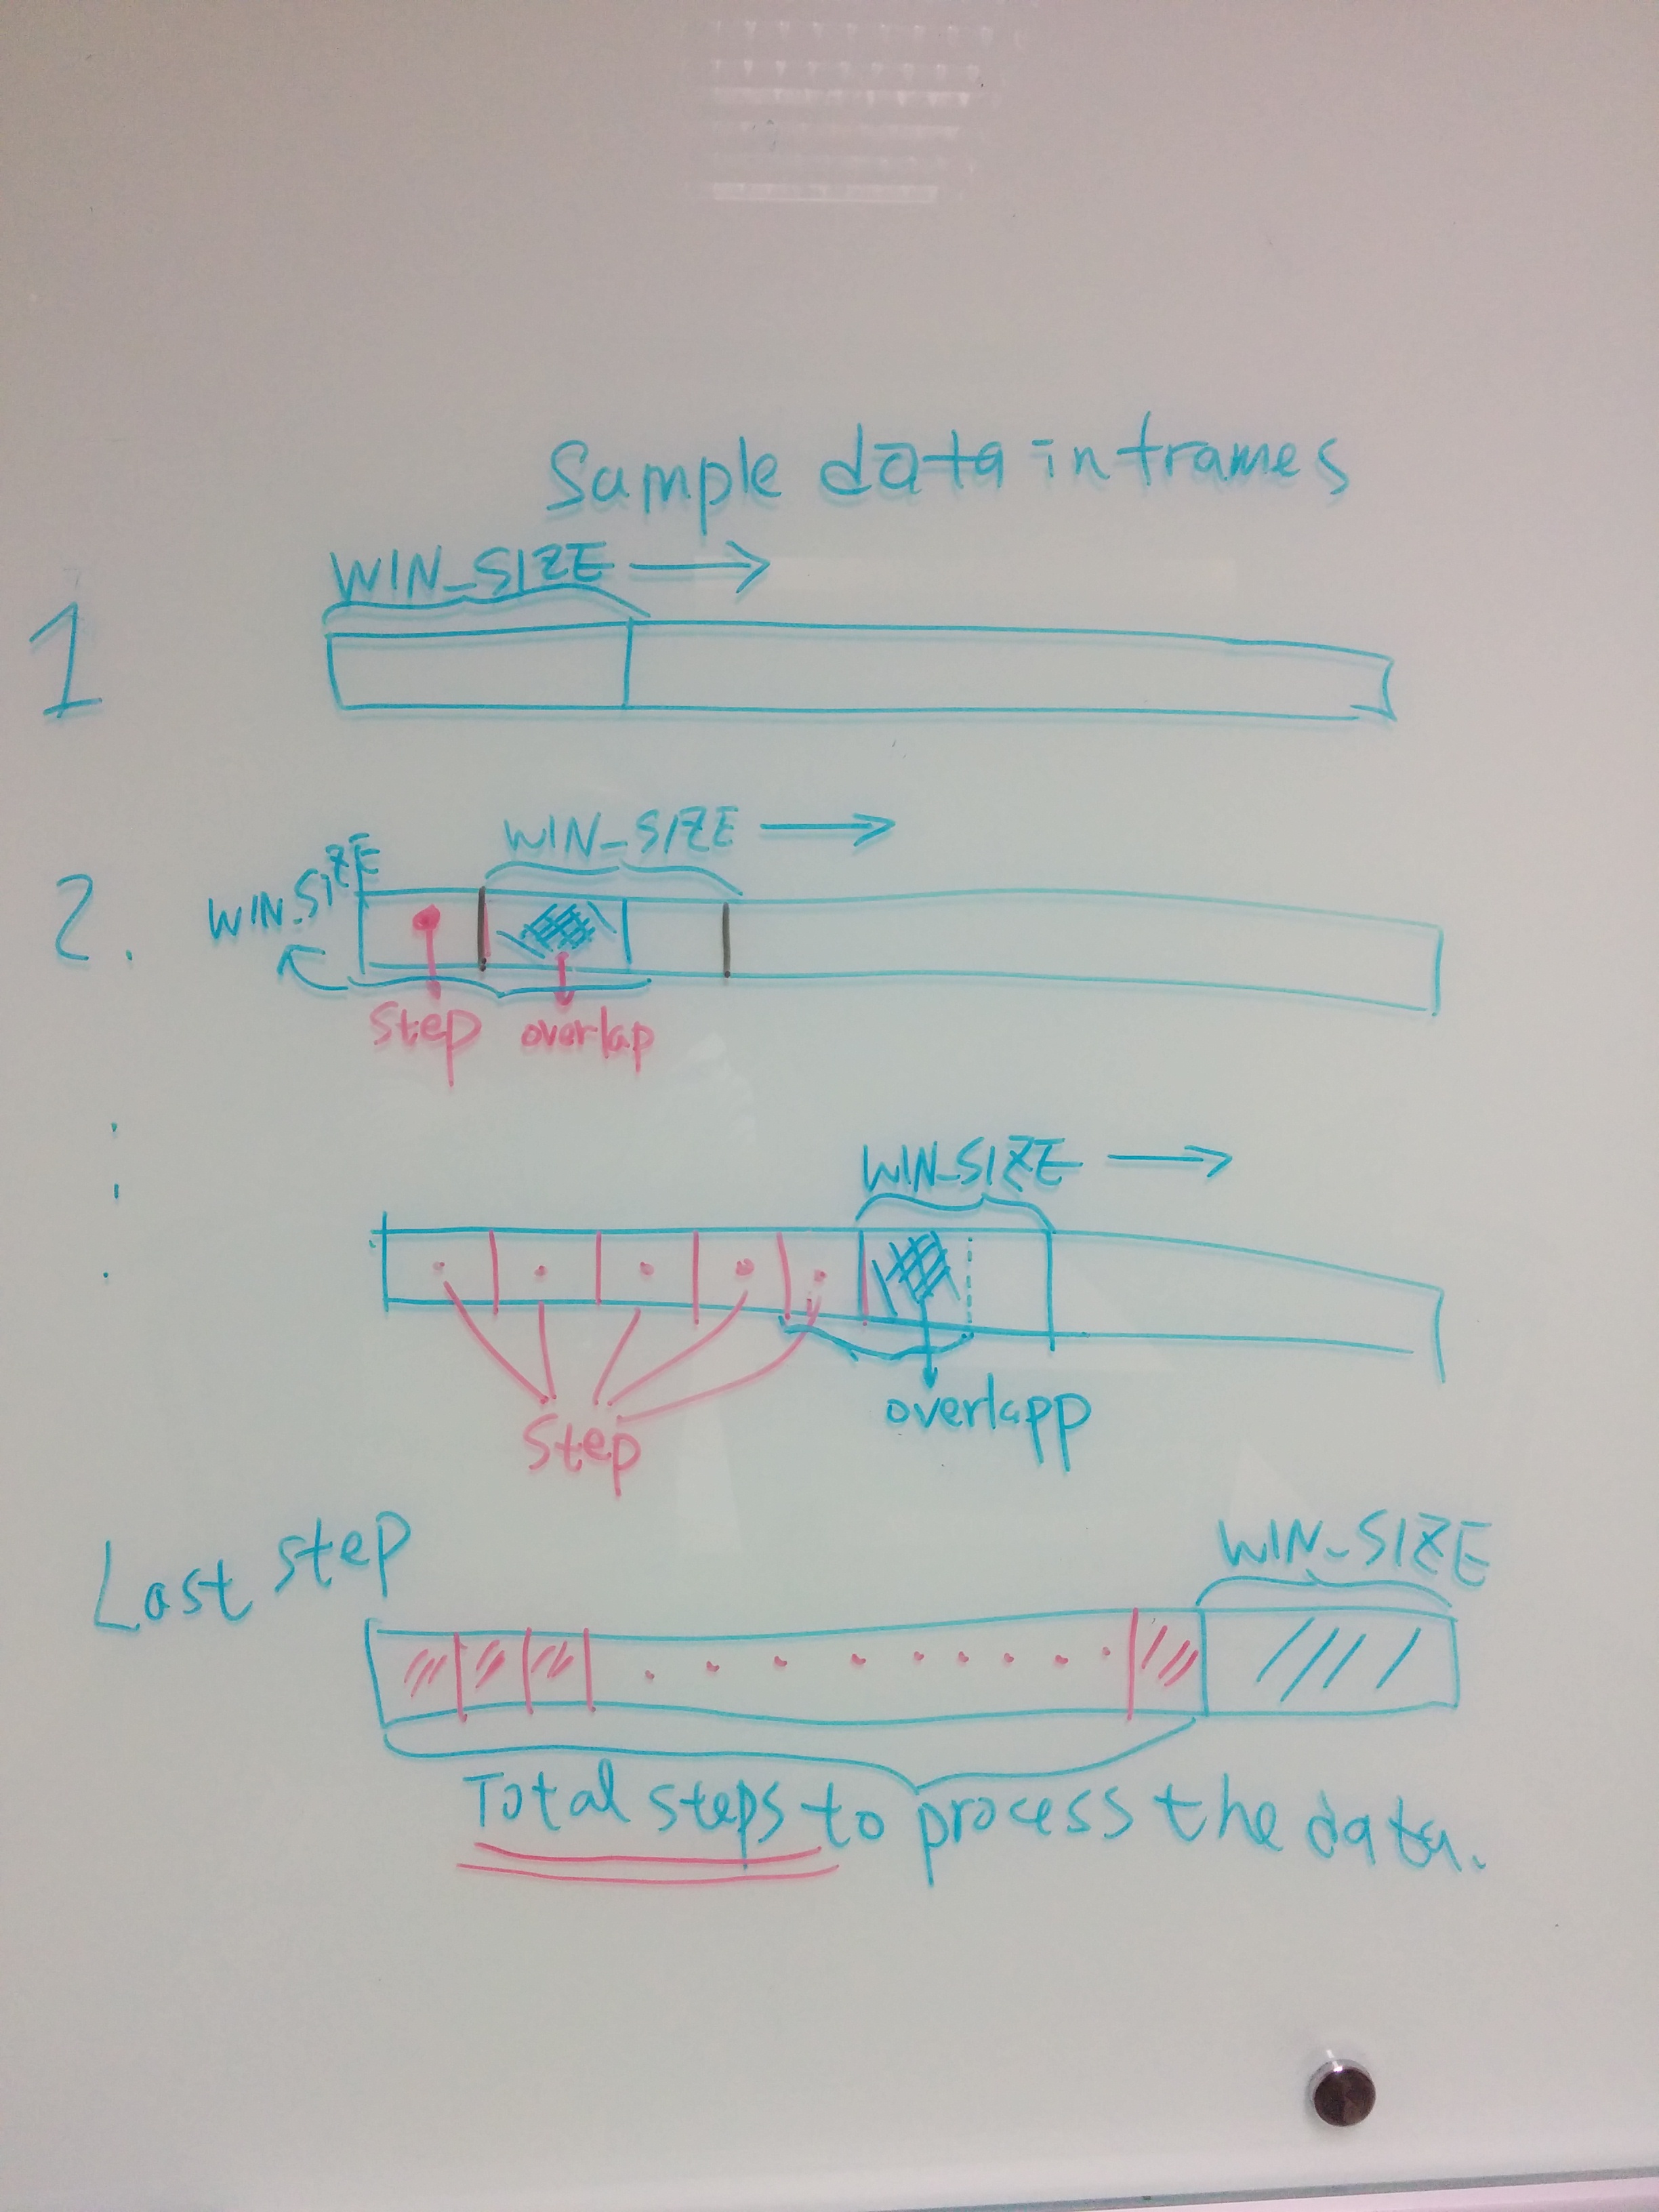 Sample data in frames
WIN_SIZE
1
WIN_SIZE
2.
WIN_SIZE
Step overlap
WIN_SIZE
overlapp
Step
Last step
WIN_SIZE
Total steps to process the data.